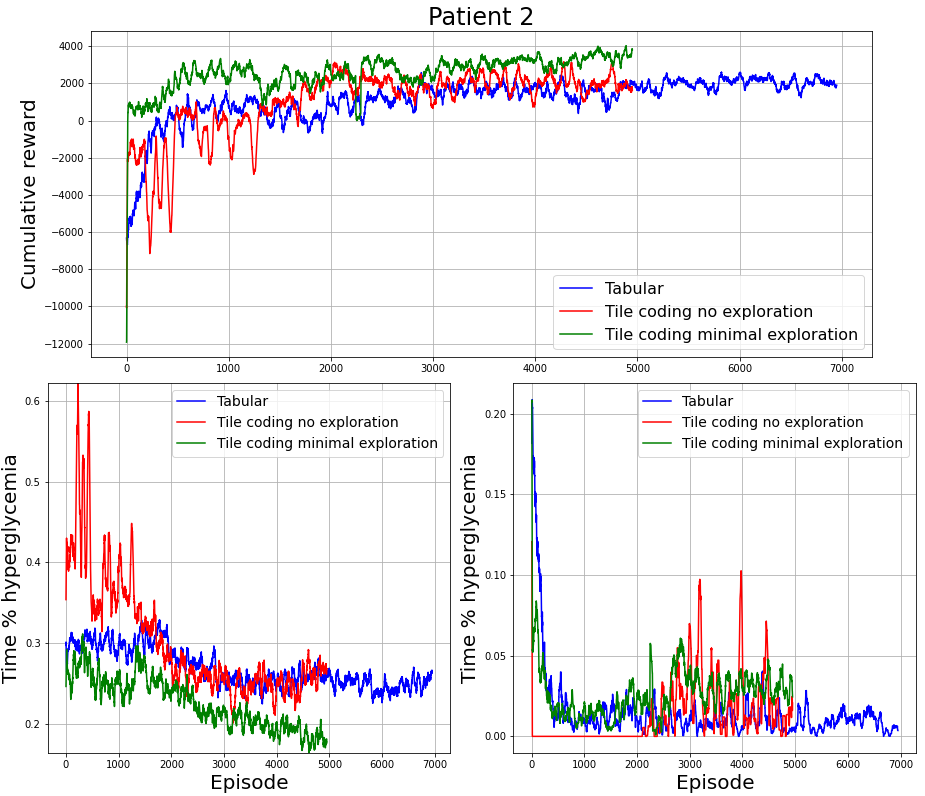 Patient 2
Cumulative reward
4000
2000
0
−2000
−4000
−6000
−8000
−10000
−12000
Tabular
Tile coding no exploration
Tile coding minimal exploration
0 1000 2000 3000 4000 5000 6000 7000
Time % hyperglycemia
0.6
0.5
0.4
0.3
0.2
Tabular
Tile coding no exploration
Tile coding minimal exploration
0 1000 2000 3000 4000 5000 6000 7000
Episode
Time % hyperglycemia
0.20
0.15
0.10
0.05
0.00
Tabular
Tile coding no exploration
Tile coding minimal exploration
0 1000 2000 3000 4000 5000 6000 7000
Episode